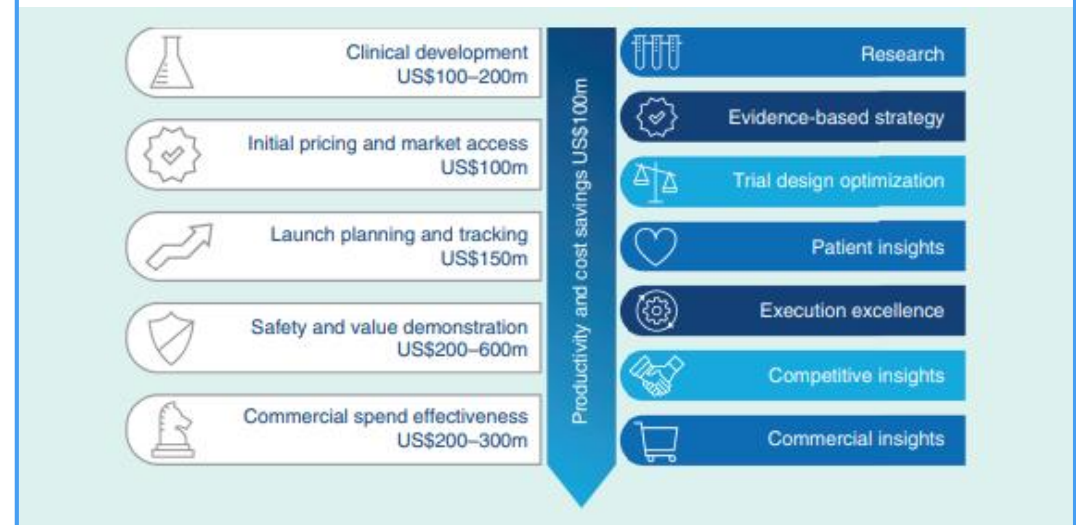 Clinical development
US$100–200m
Initial pricing and market access
US$100m
Launch planning and tracking
US$150m
Safety and value demonstration
US$200–600m
Commercial spend effectiveness
US$200–300m
Productivity and cost savings US$100m
Research
Evidence-based strategy
Trial design optimization
Patient insights
Execution excellence
Competitive insights
Commercial insights